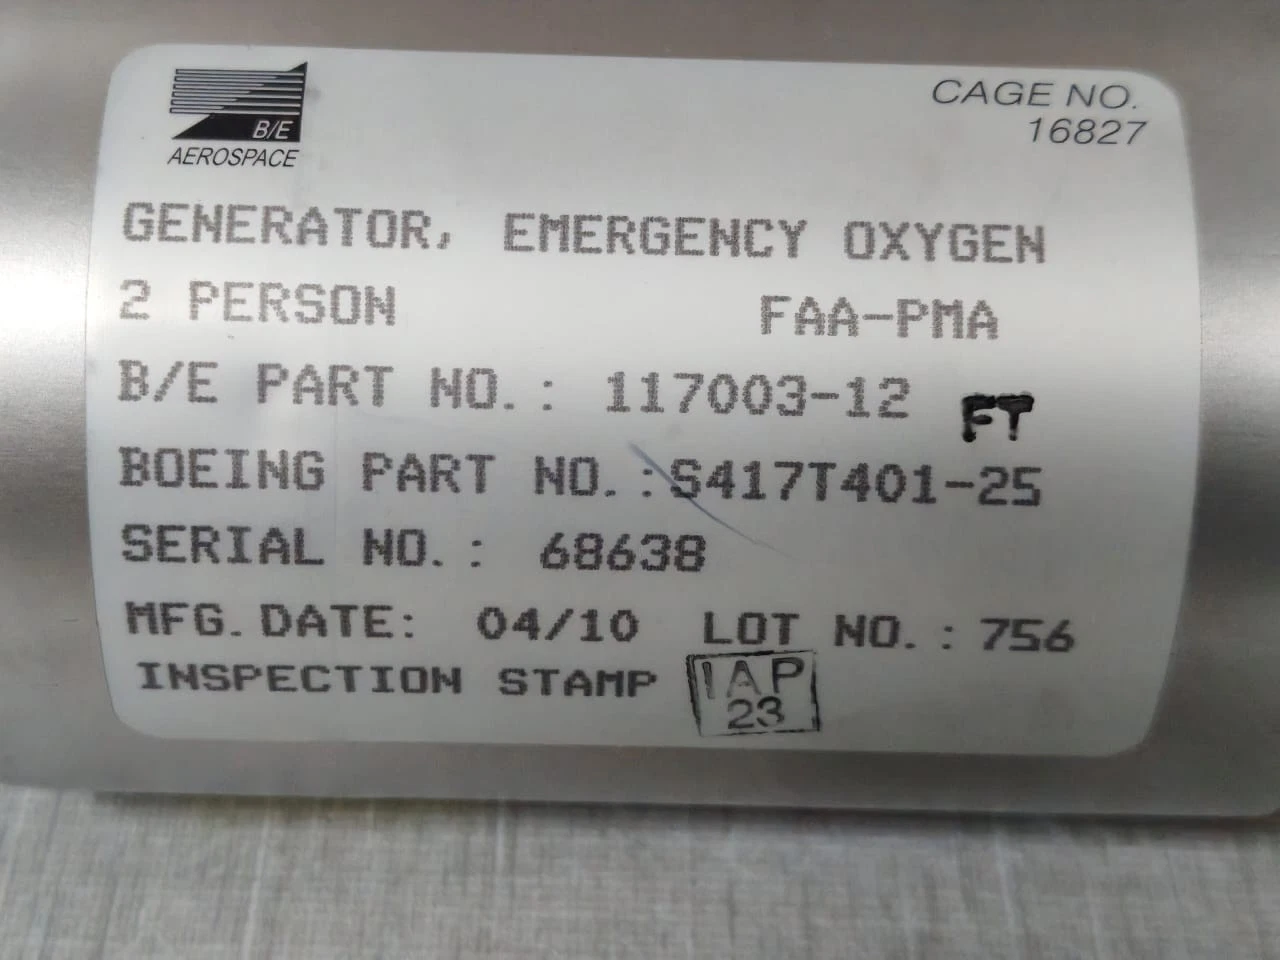 B/E
AEROSPACE
CAGE NO.
16827
GENERATOR, EMERGENCY OXYGEN
2 PERSON FAA-PMA
B/E PART NO.: 117003-12 FT
BOEING PART NO.:S417T401-25
SERIAL NO.: 68638
MFG. DATE: 04/10 LOT NO.: 756
INSPECTION STAMP IAP
23